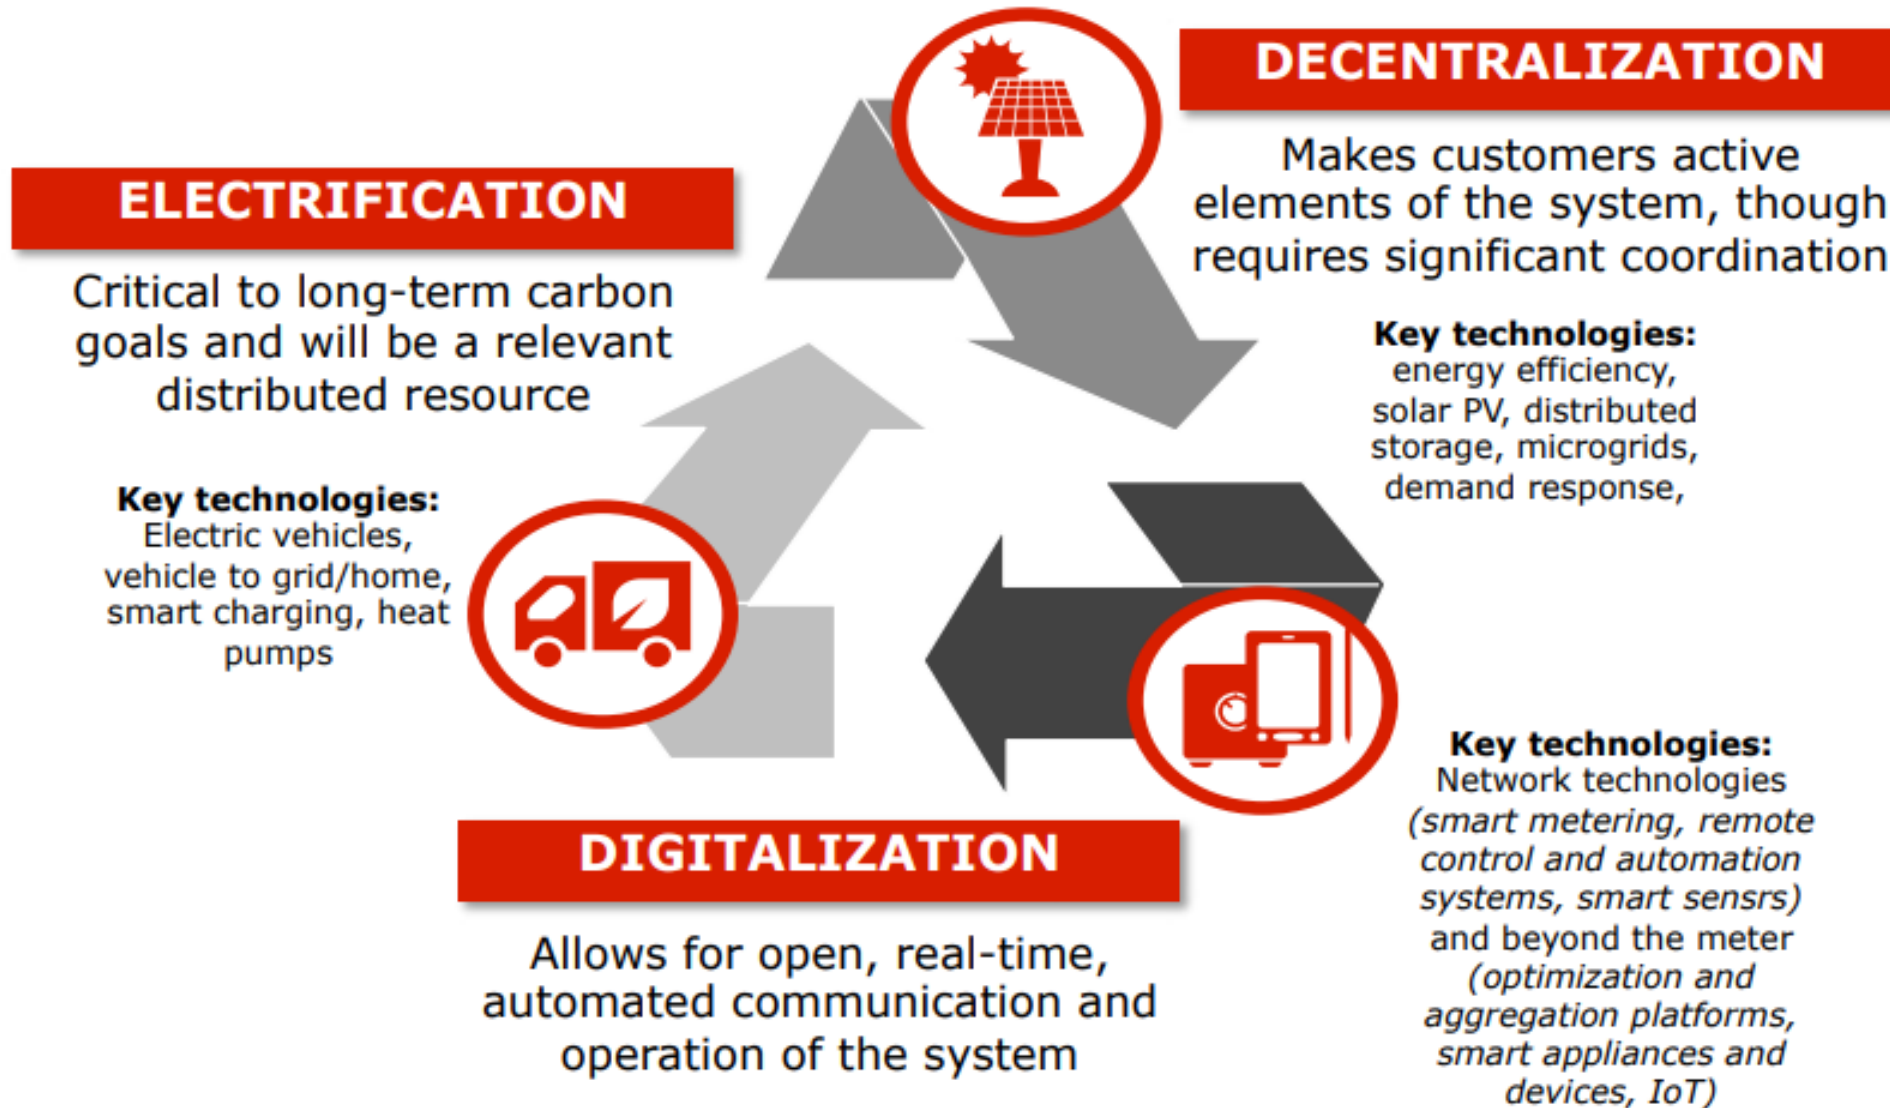 ELECTRIFICATION
Critical to long-term carbon
goals and will be a relevant
distributed resource
Key technologies:
Electric vehicles,
vehicle to grid/home,
smart charging, heat
pumps
DECENTRALIZATION
Makes customers active
elements of the system, though
requires significant coordination
Key technologies:
energy efficiency,
solar PV, distributed
storage, microgrids,
demand response,
DIGITALIZATION
Allows for open, real-time,
automated communication and
operation of the system
Key technologies:
Network technologies
(smart metering, remote
control and automation
systems, smart sensrs)
and beyond the meter
(optimization and
aggregation platforms,
smart appliances and
devices, IoT)